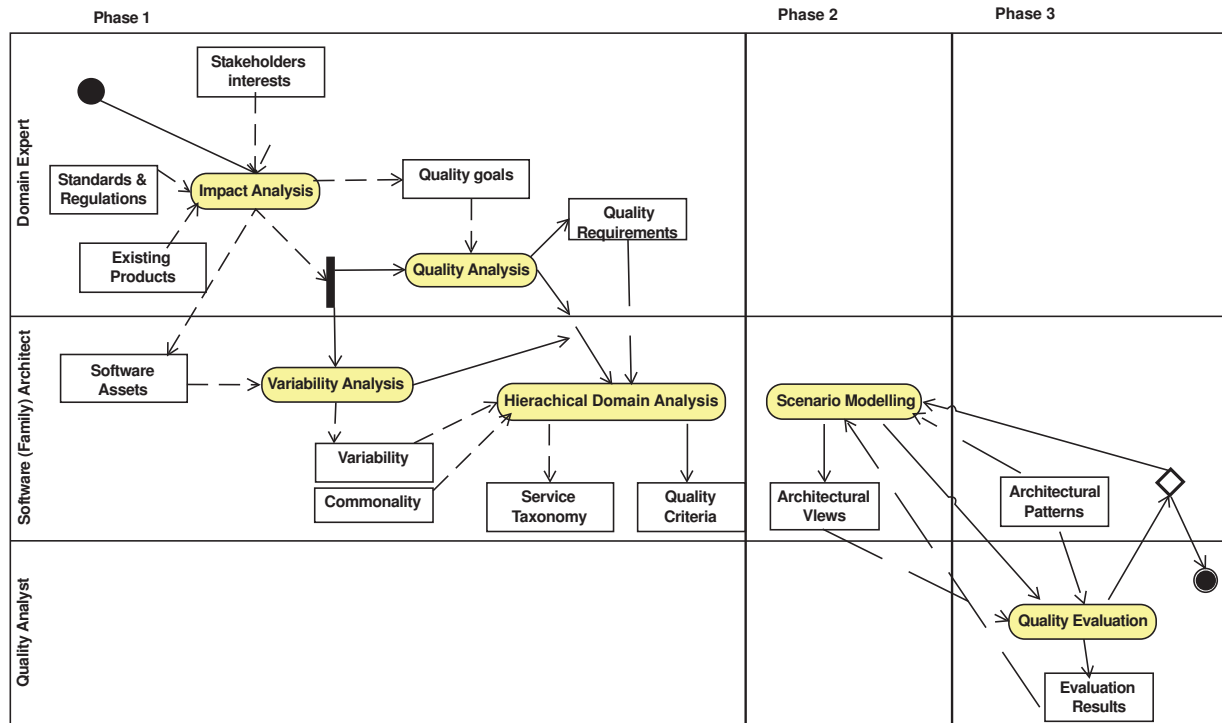 Phase 1
Phase 2
Phase 3
Domain Expert
Stakeholders
interests
Standards &
Regulations
Impact Analysis
Quality goals
Quality
Requirements
Existing
Products
Quality Analysis
Software (Family) Architect
Software
Assets
Variability Analysis
Hierachical Domain Analysis
Scenario Modelling
Variability
Commonality
Service
Taxonomy
Quality
Criteria
Architectural
VIews
Architectural
Patterns
Quality Analyst
Quality Evaluation
Evaluation
Results